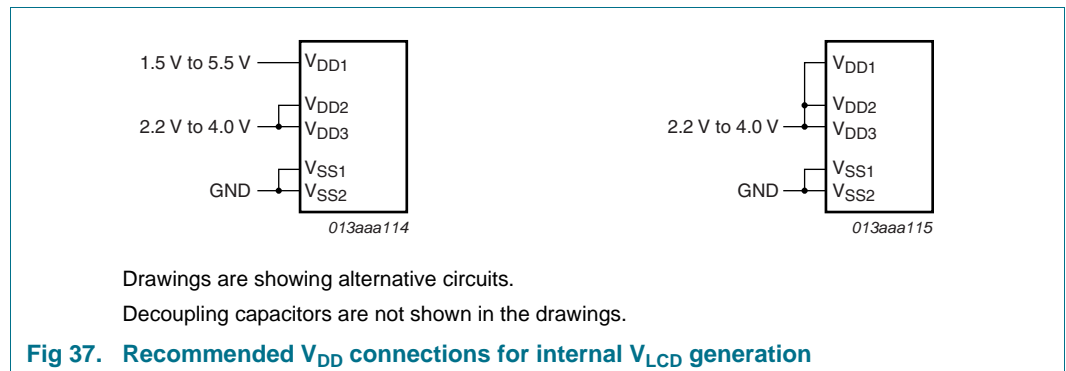 1.5 V to 5.5 V
VDD1
VDD2
2.2 V to 4.0 V
VDD3
VSS1
GND
VSS2
013aaa114
VDD1
VDD2
2.2 V to 4.0 V
VDD3
VSS1
GND
VSS2
013aaa115
Drawings are showing alternative circuits.
Decoupling capacitors are not shown in the drawings.
Fig 37. Recommended VDD connections for internal VLCD generation